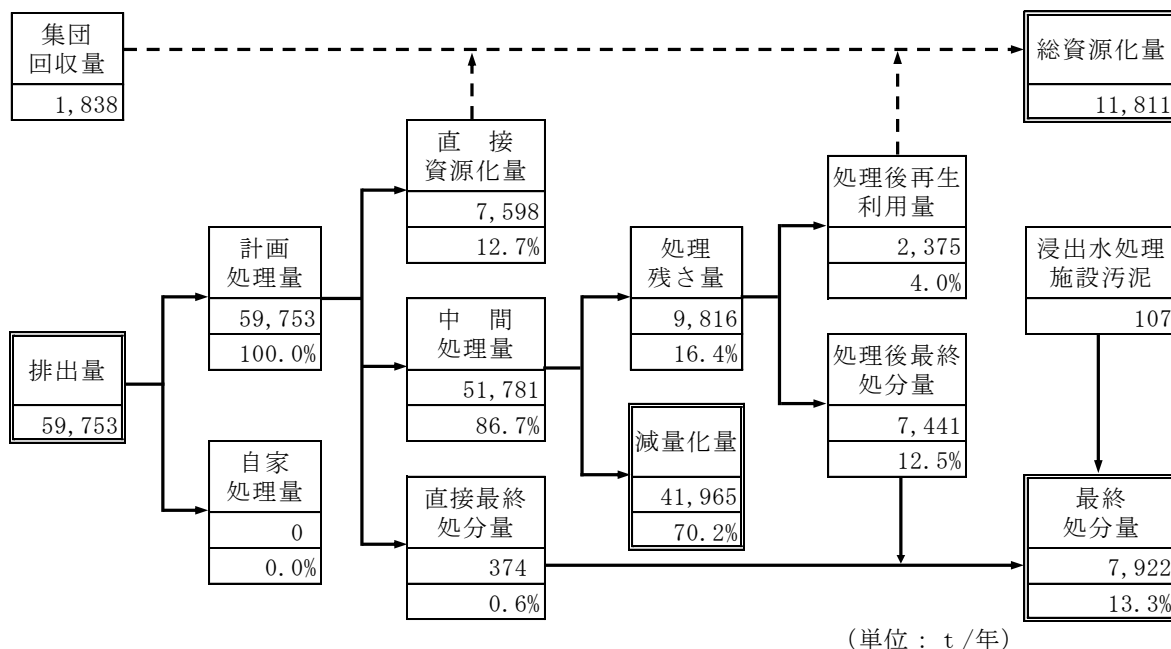 集団
回収量
1,838
総資源化量
11,811
直　接
資源化量
7,598
12.7%
処理後再生
利用量
2,375
4.0%
計画
処理量
59,753
100.0%
処理
残さ量
9,816
16.4%
浸出水処理
施設汚泥
107
排出量
59,753
中　間
処理量
51,781
86.7%
処理後最終
処分量
7,441
12.5%
減量化量
41,965
70.2%
自家
処理量
0
0.0%
直接最終
処分量
374
0.6%
最終
処分量
7,922
13.3%
（単位：ｔ/年）